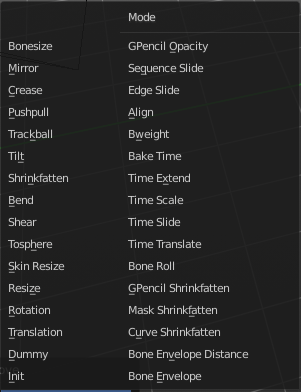 Mode
Bonesize
Mirror
Crease
Pushpull
Trackball
Tilt
Shrinkfatten
Bend
Shear
Tosphere
Skin Resize
Resize
Rotation
Translation
Dummy
Init
GPencil Opacity
Sequence Slide
Edge Slide
Align
Bweight
Bake Time
Time Extend
Time Scale
Time Slide
Time Translate
Bone Roll
GPencil Shrinkfatten
Mask Shrinkfatten
Curve Shrinkfatten
Bone Envelope Distance
Bone Envelope